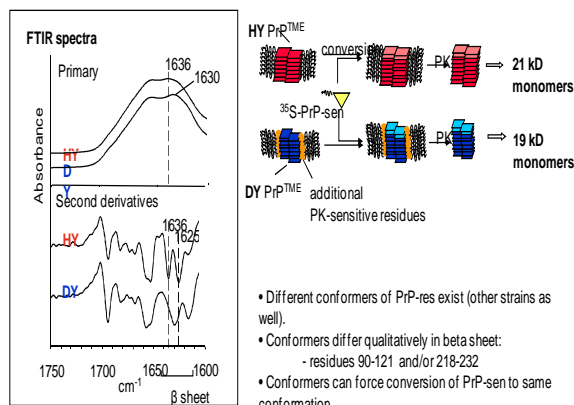 FTIR spectra
Primary
1636
1630
Absorbance
HY
D
Y
Second derivatives
1636
1625
HY
DY
1750
1700
1640
1600
cm-1
β sheet
HY PrPTME
conversion
PK
21 kD
monomers
35S-PrP-sen
PK
19 kD
monomers
DY PrPTME
additional
PK-sensitive residues
• Different conformers of PrP-res exist (other strains as
well).
• Conformers differ qualitatively in beta sheet:
- residues 90-121 and/or 218-232
• Conformers can force conversion of PrP-sen to same
conformation